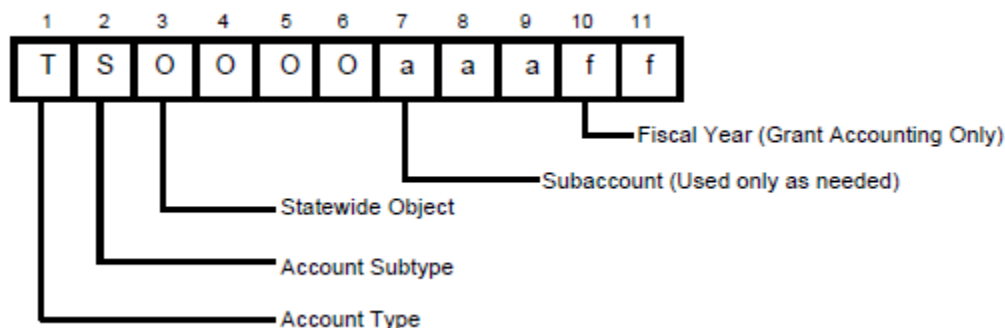 1 2 3 4 5 6 7 8 9 10 11
T S O O O O a a a f f
Fiscal Year (Grant Accounting Only)
Subaccount (Used only as needed)
Statewide Object
Account Subtype
Account Type